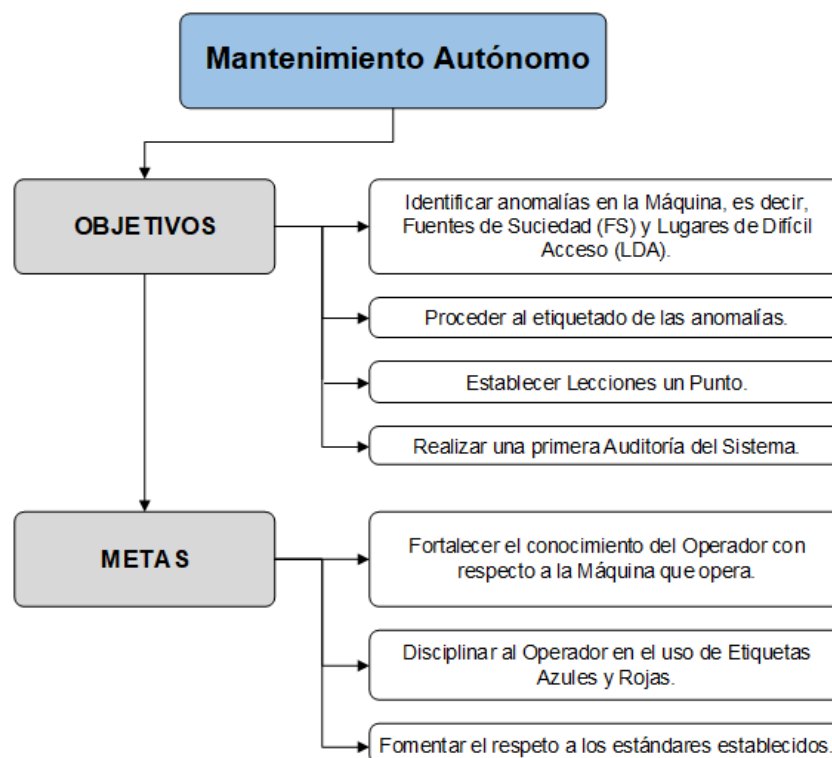 Mantenimiento Autónomo
OBJETIVOS
Identificar anomalías en la Máquina, es decir,
Fuentes de Suciedad (FS) y Lugares de Difícil
Acceso (LDA).
Proceder al etiquetado de las anomalías.
Establecer Lecciones un Punto.
Realizar una primera Auditoría del Sistema.
METAS
Fortalecer el conocimiento del Operador con
respecto a la Máquina que opera.
Disciplinar al Operador en el uso de Etiquetas
Azules y Rojas.
Fomentar el respeto a los estándares establecidos.